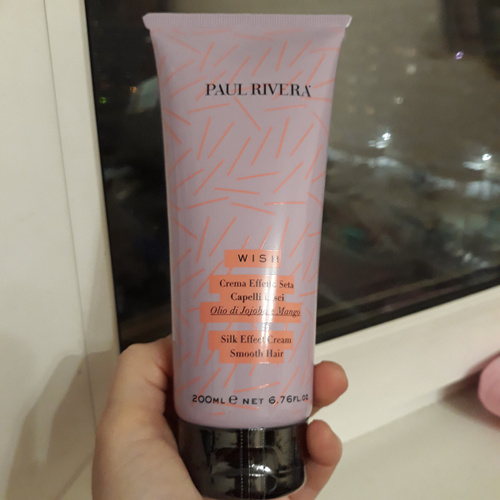 PAUL RIVERA
WISH
Crema Effetto Seta
Capelli Lisci
Olio di Jojoba e Mango
Silk Effect Cream
Smooth Hair
200ML e NET 6,76FL.OZ